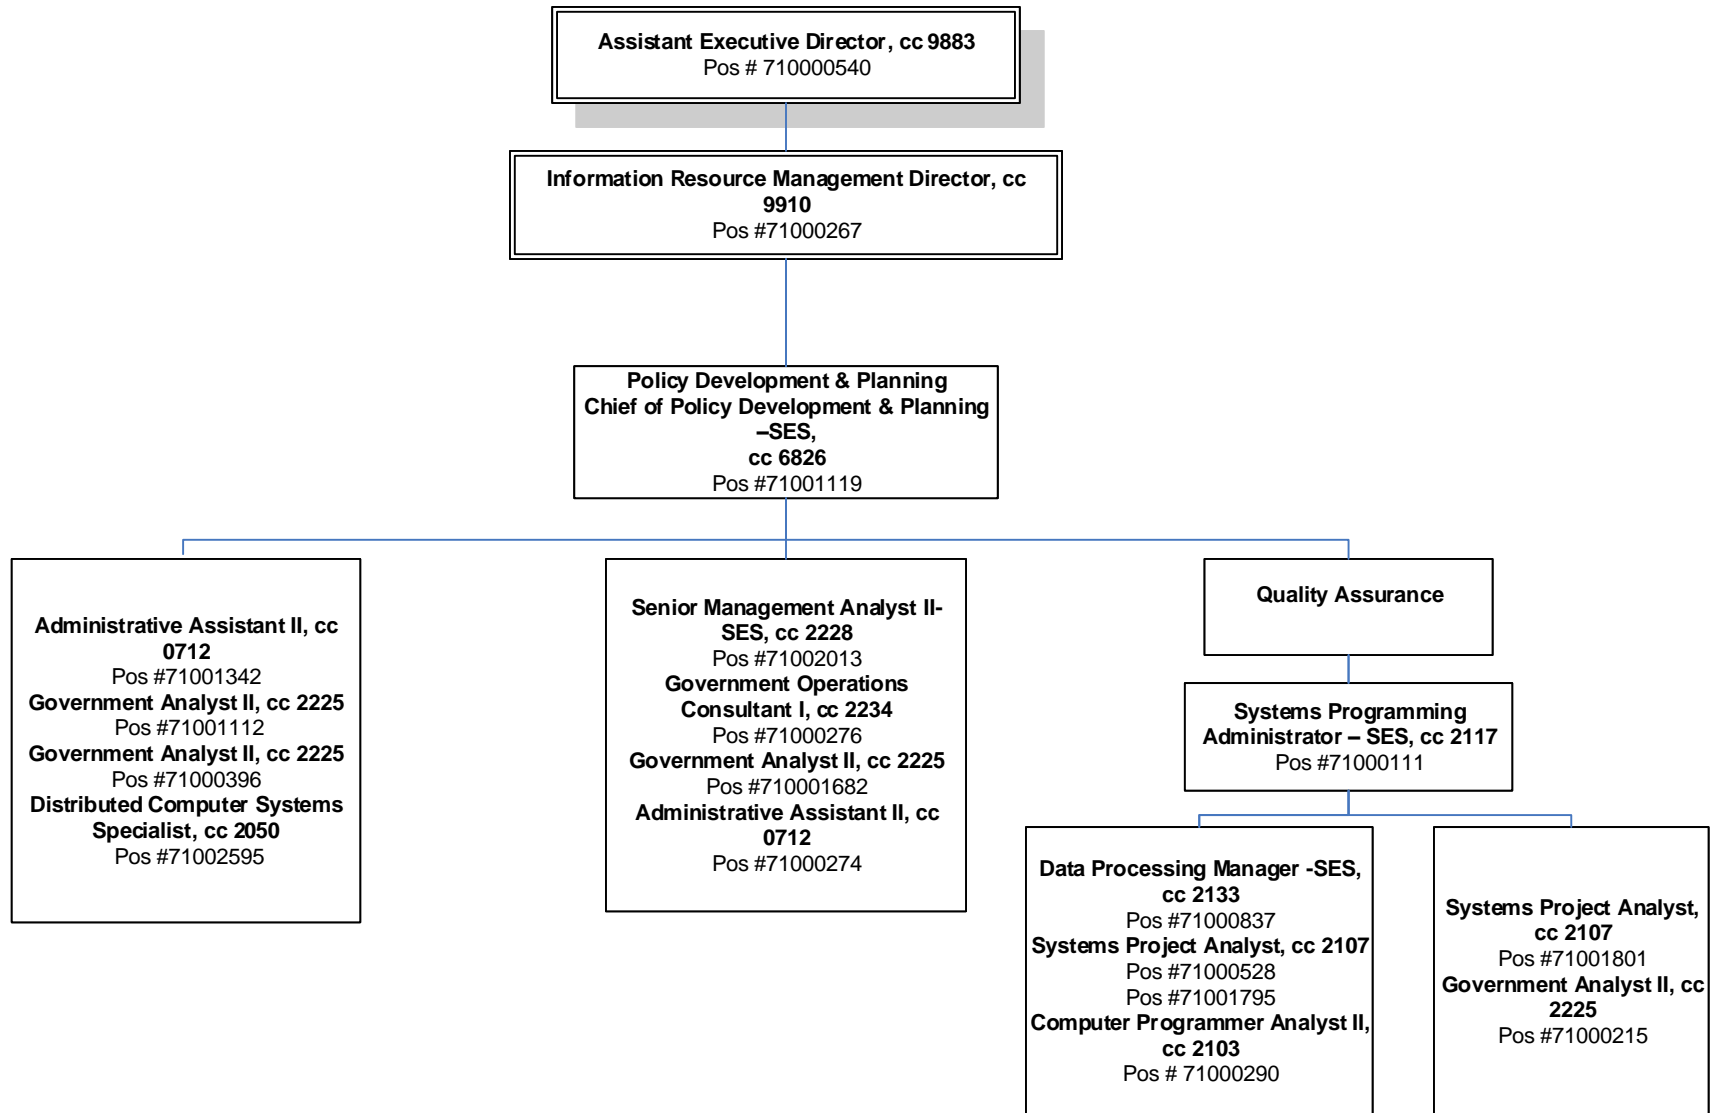 Assistant Executive Director, cc 9883
Pos # 710000540
Information Resource Management Director, cc
9910
Pos #71000267
Policy Development & Planning
Chief of Policy Development & Planning
–SES,
cc 6826
Pos #71001119
Administrative Assistant II, cc
0712
Pos #71001342
Government Analyst II, cc 2225
Pos #71001112
Government Analyst II, cc 2225
Pos #71000396
Distributed Computer Systems
Specialist, cc 2050
Pos #71002595
Senior Management Analyst II-
SES, cc 2228
Pos #71002013
Government Operations
Consultant I, cc 2234
Pos #71000276
Government Analyst II, cc 2225
Pos #710001682
Administrative Assistant II, cc
0712
Pos #71000274
Quality Assurance
Systems Programming
Administrator – SES, cc 2117
Pos #71000111
Data Processing Manager -SES,
cc 2133
Pos #71000837
Systems Project Analyst, cc 2107
Pos #71000528
Pos #71001795
Computer Programmer Analyst II,
cc 2103
Pos # 71000290
Systems Project Analyst,
cc 2107
Pos #71001801
Government Analyst II, cc
2225
Pos #71000215